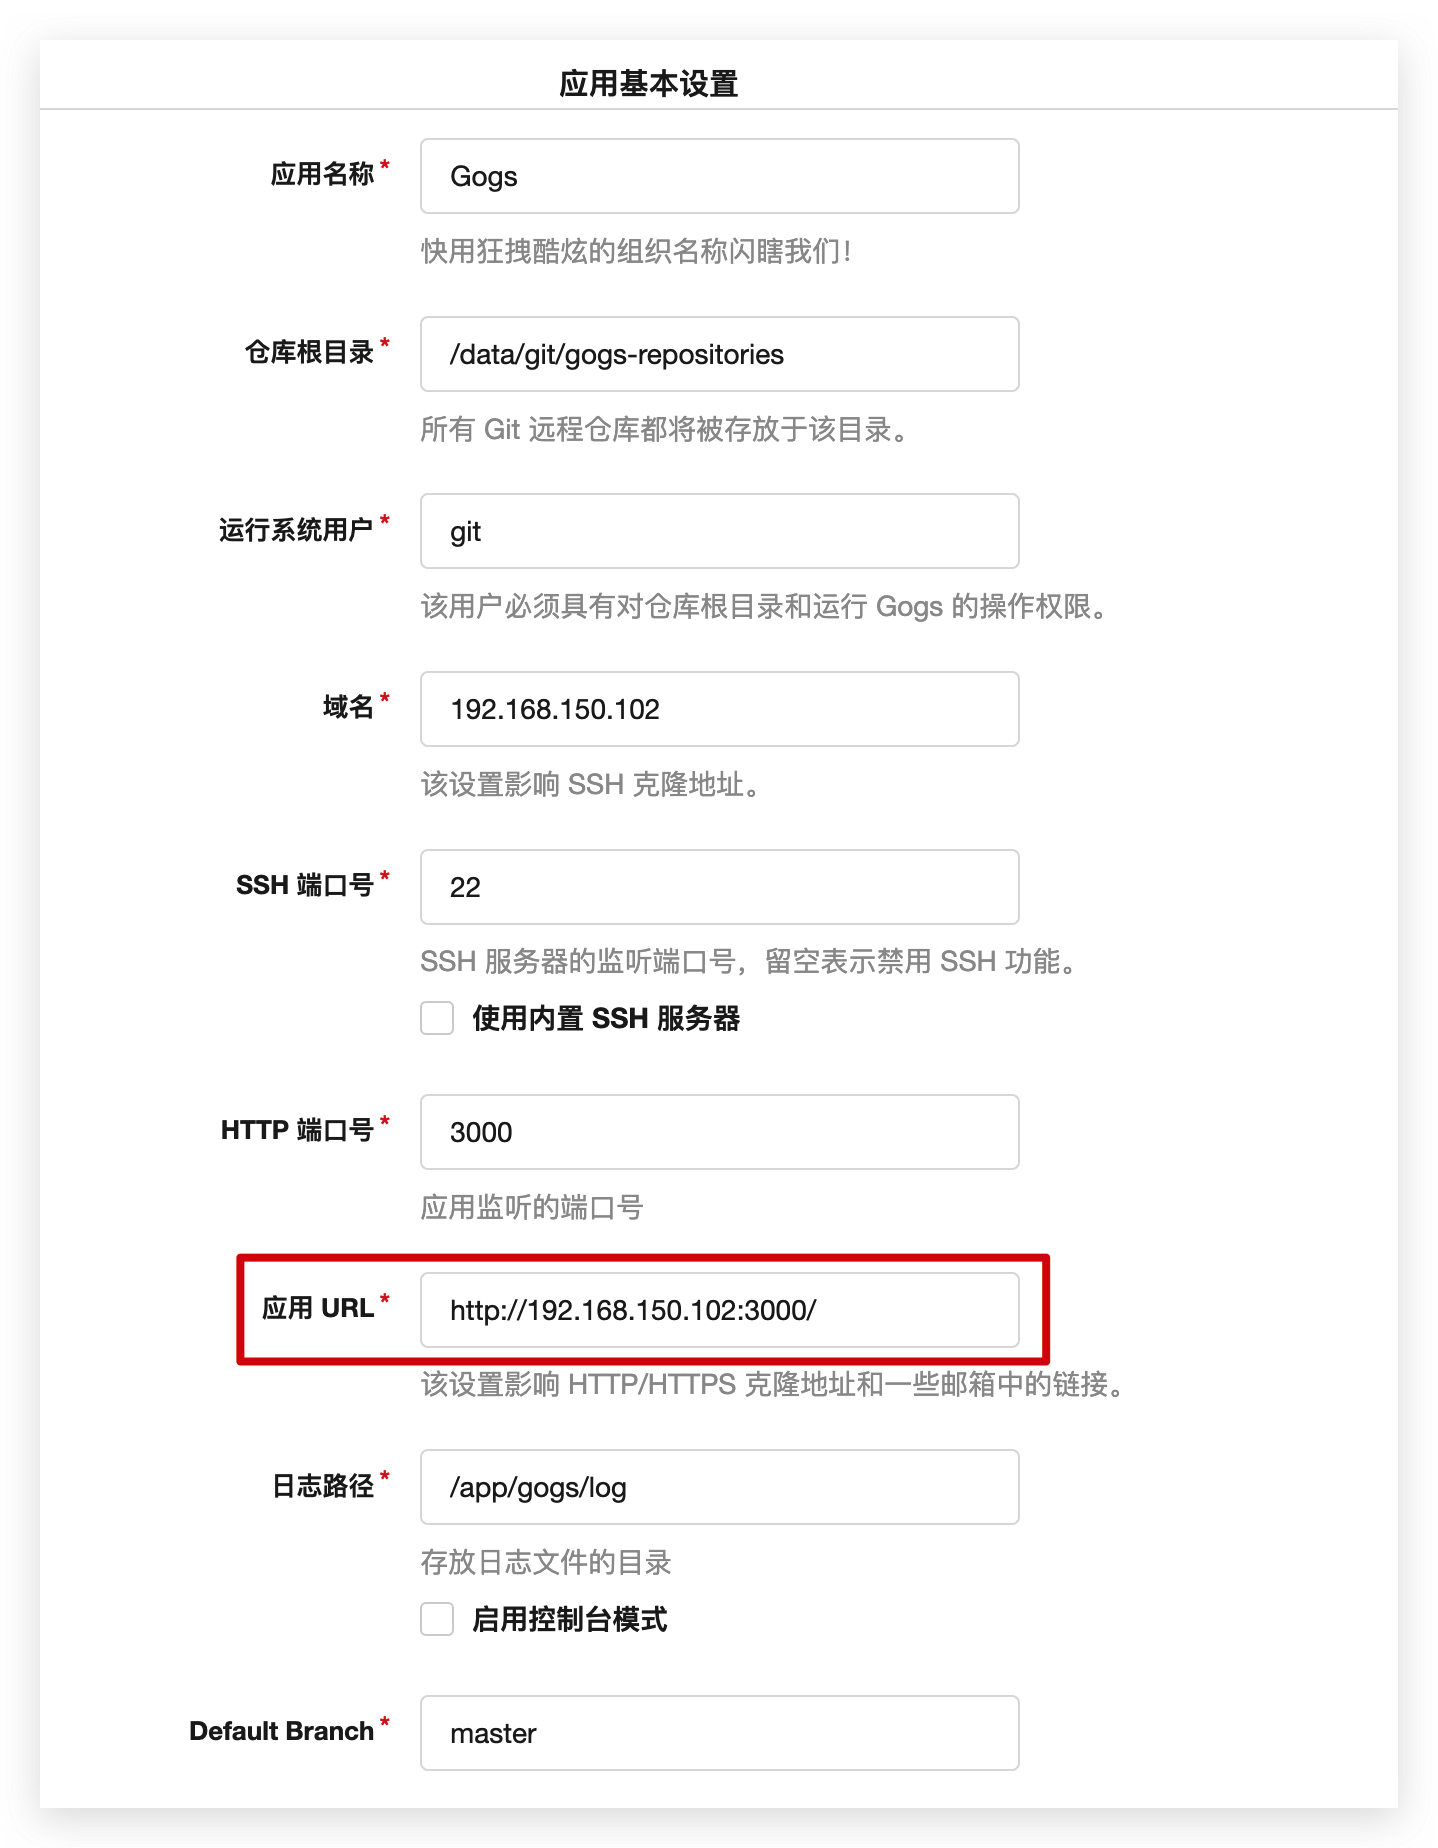 应用基本设置
应用名称*
Gogs
快用狂拽酷炫的组织名称闪瞎我们！
仓库根目录*
/data/git/gogs-repositories
所有 Git 远程仓库都将被存放于该目录。
运行系统用户*
git
该用户必须具有对仓库根目录和运行 Gogs 的操作权限。
域名*
192.168.150.102
该设置影响 SSH 克隆地址。
SSH 端口号*
22
SSH 服务器的监听端口号，留空表示禁用 SSH 功能。
使用内置 SSH 服务器
HTTP 端口号*
3000
应用监听的端口号
应用 URL*
http://192.168.150.102:3000/
该设置影响 HTTP/HTTPS 克隆地址和一些邮箱中的链接。
日志路径*
/app/gogs/log
存放日志文件的目录
启用控制台模式
Default Branch*
master